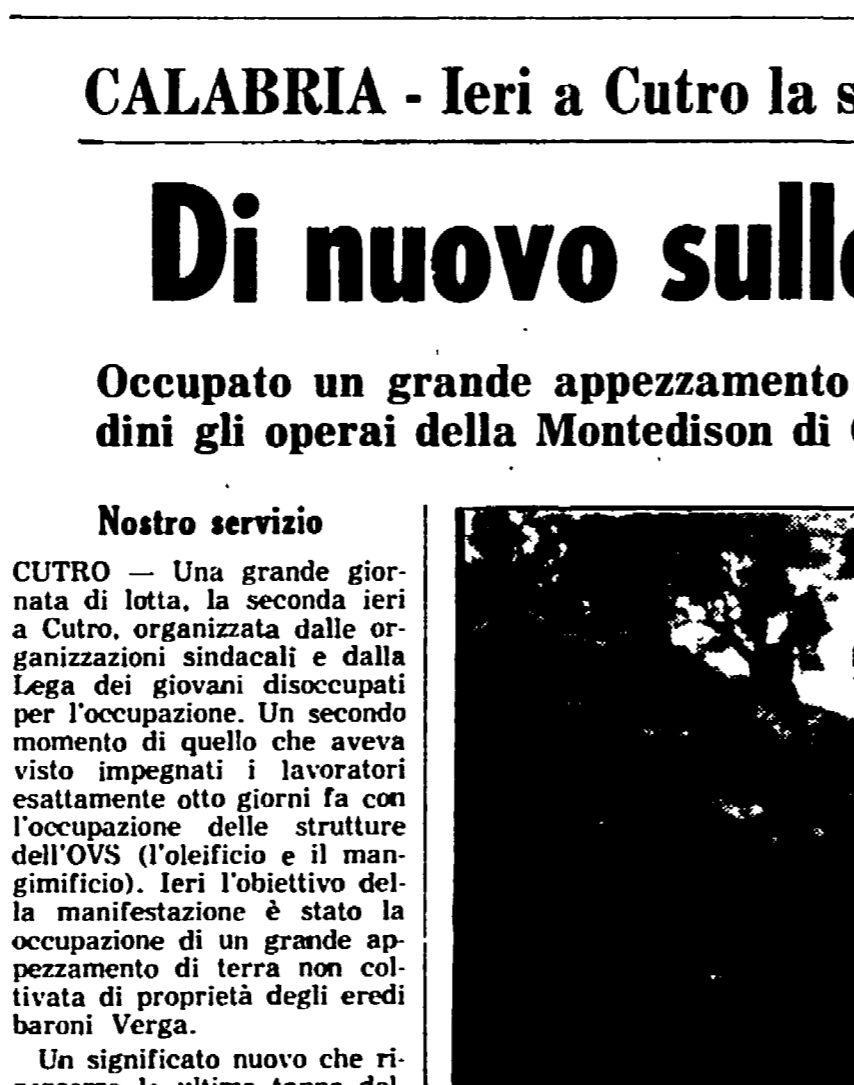 CALABRIA - Ieri a Cutro la s
Di nuovo sulle
Occupato un grande appezzamento
dini gli operai della Montedison di
Nostro servizio
CUTRO — Una grande gior-
nata di lotta, la seconda ieri
a Cutro, organizzata dalle or-
ganizzazioni sindacali e dalla
Lega dei giovani disoccupati
per l'occupazione. Un secondo
momento di quello che aveva
visto impegnati i lavoratori
esattamente otto giorni fa con
l'occupazione delle strutture
dell'OVS (l'oleificio e il man-
gimificio). Ieri l'obiettivo del-
la manifestazione è stato la
occupazione di un grande ap-
pezzamento di terra non col-
tivata di proprietà degli eredi
baroni Verga.
Un significato nuovo che ri-